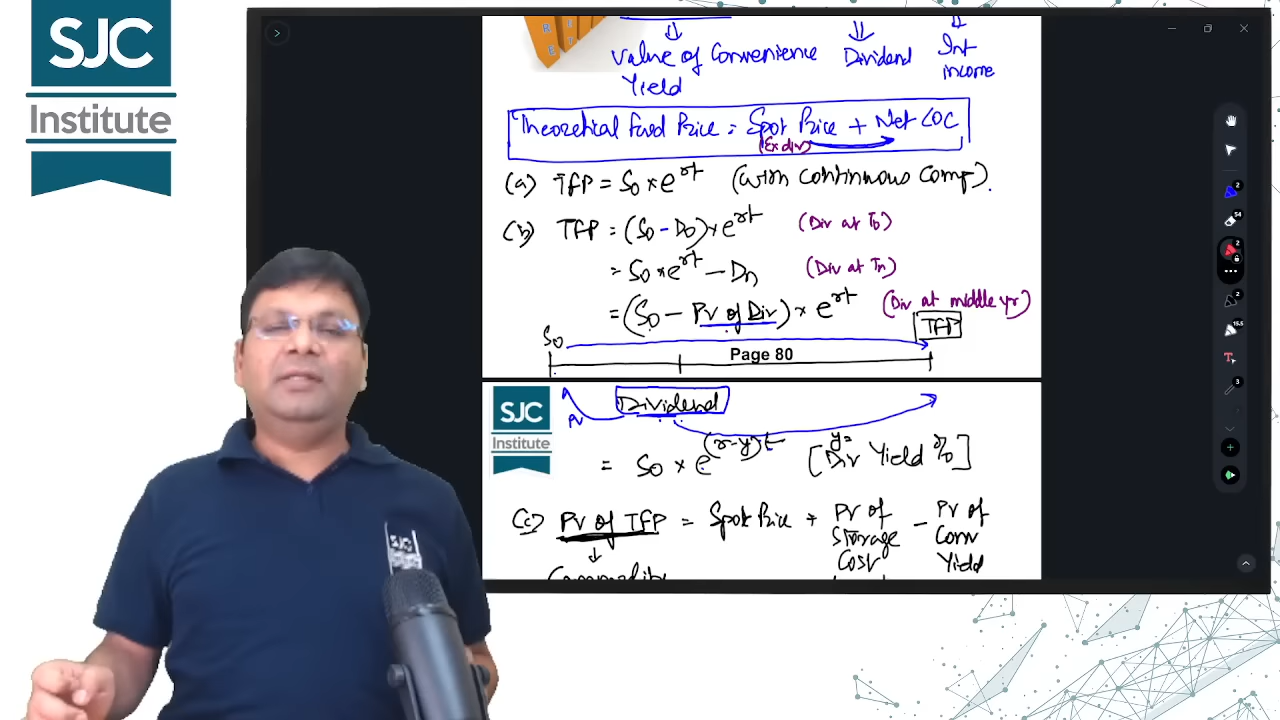 SJC
Institute
Value of Convenience
Yield
Dividend
Int
income
Theoretical Fwd Price = Spot Price + Net COC
(Ex div)
(a) TFP = S0 × e^rt (with continuous comp).
(b) TFP = (S0 - D0) × e^rt (Div at T0)
= S0 × e^rt - Dn (Div at Tn)
= (S0 - PV of Div) × e^rt (Div at middle yr)
S0
TFP
Page 80
SJC
Institute
Dividend
PV
= S0 × e^(r-y)t [y= Div Yield %]
(c) PV of TFP = Spot Price + PV of Storage Cost - PV of Conv Yield
Commodity